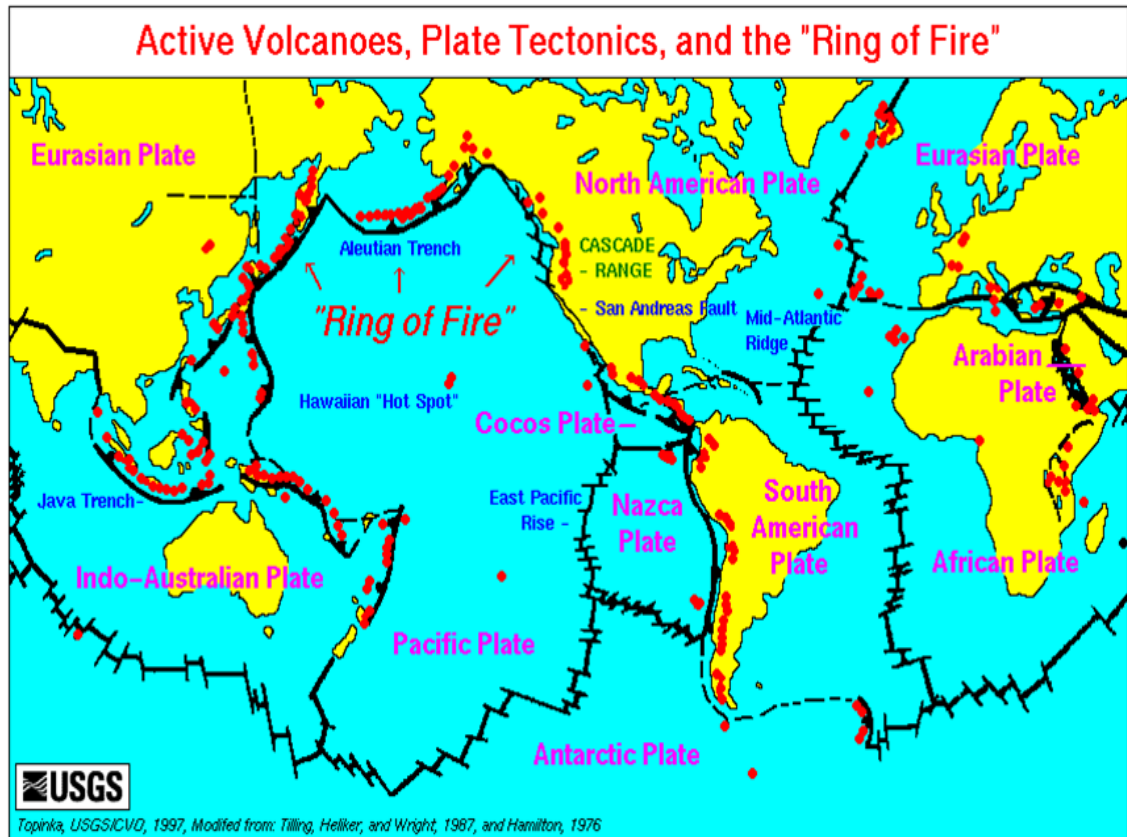 Active Volcanoes, Plate Tectonics, and the "Ring of Fire"
Eurasian Plate
North American Plate
Eurasian Plate
Aleutian Trench
CASCADE
- RANGE
"Ring of Fire"
- San Andreas Fault
Mid-Atlantic
Ridge
Arabian
Plate
Hawaiian "Hot Spot"
Cocos Plate-
Java Trench-
East Pacific
Rise -
Nazca
Plate
South
American
Plate
Indo-Australian Plate
African Plate
Pacific Plate
Antarctic Plate
USGS
Topinka, USGS/CVO, 1997, Modified from: Tilling, Heliker, and Wright, 1987, and Hamilton, 1976